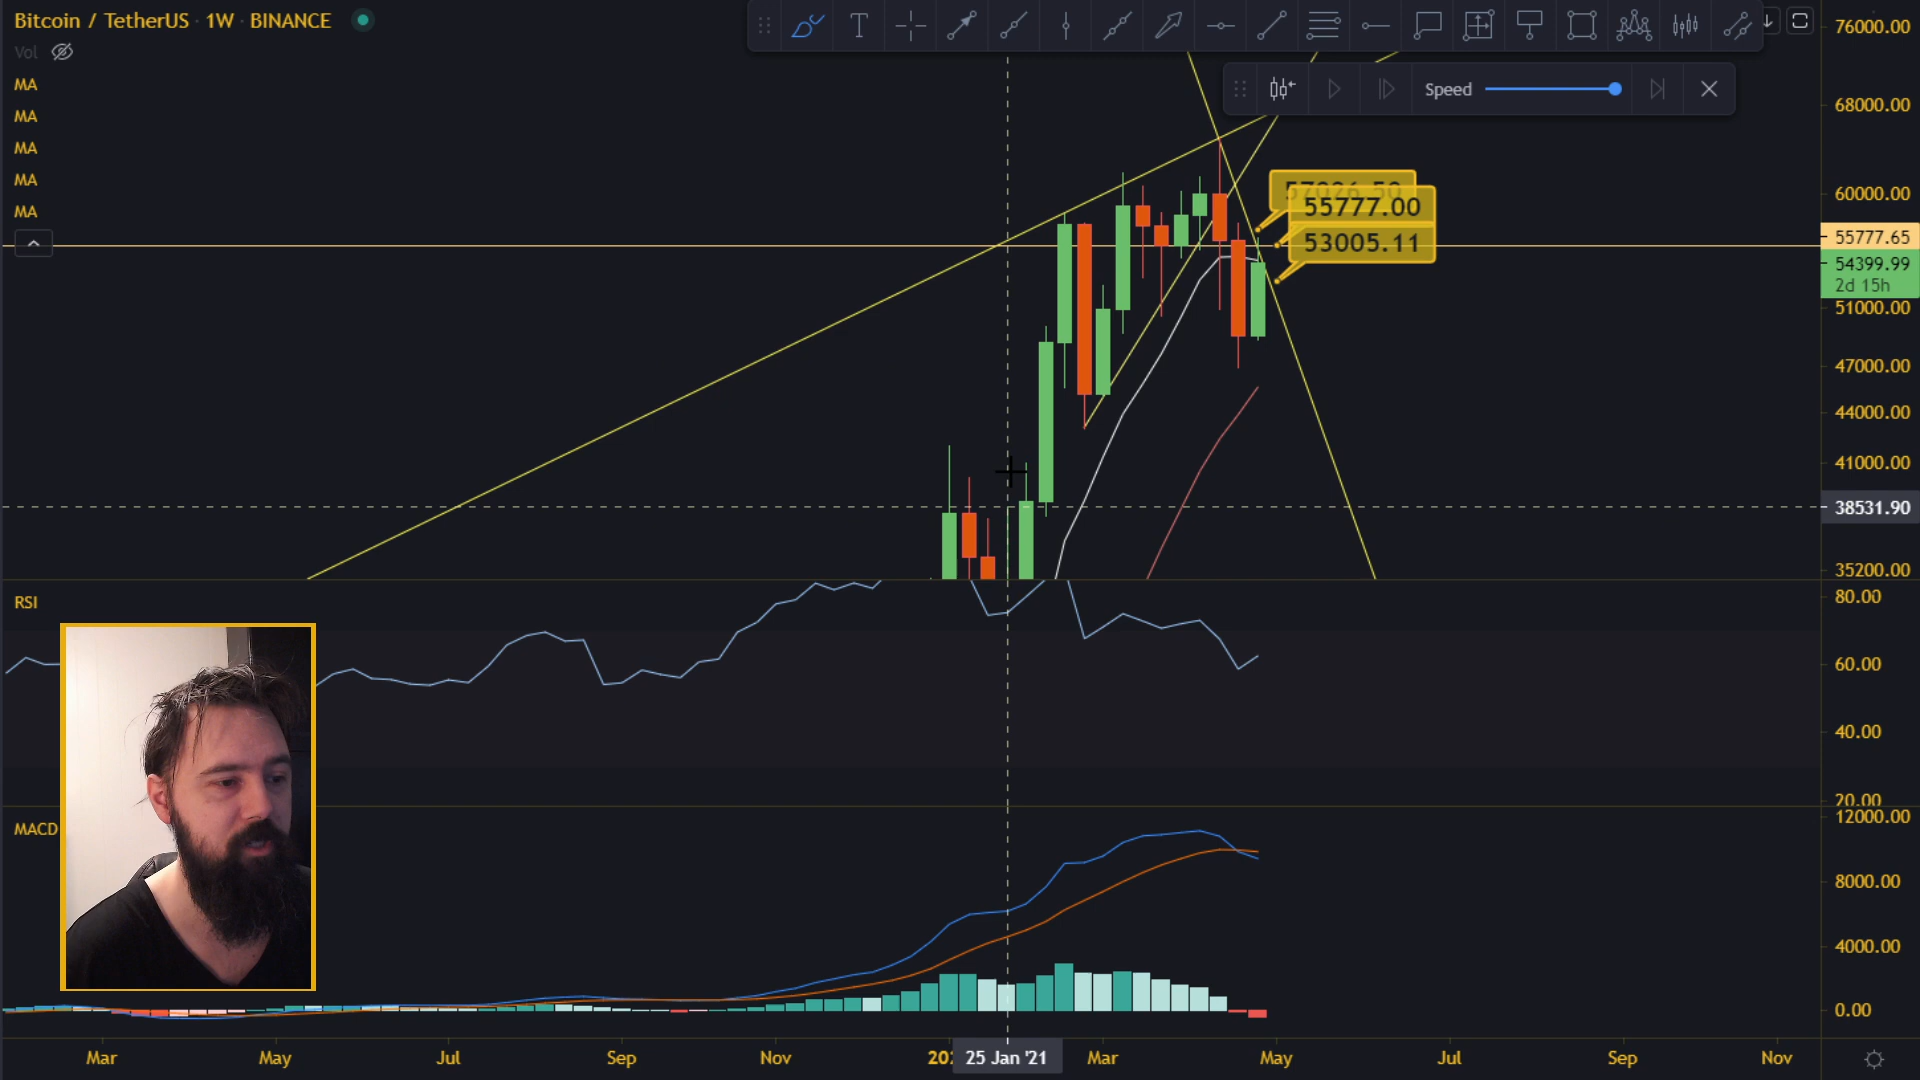 Bitcoin / TetherUS · 1W · BINANCE
Vol
MA
MA
MA
MA
MA
Speed
57026.50
55777.00
53005.11
76000.00
68000.00
60000.00
55777.65
54399.99
2d 15h
51000.00
47000.00
44000.00
41000.00
38531.90
35200.00
RSI
80.00
60.00
40.00
20.00
MACD
12000.00
8000.00
4000.00
0.00
Mar
May
Jul
Sep
Nov
202
25 Jan '21
Mar
May
Jul
Sep
Nov